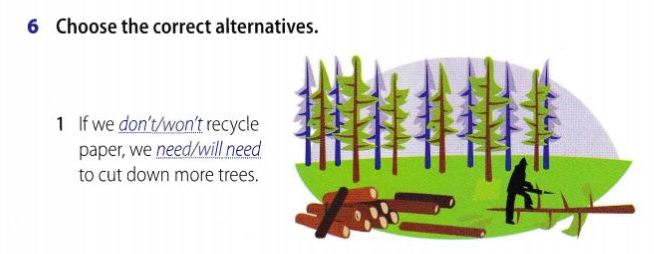 6 Choose the correct alternatives.
1 If we don't/won't recycle
paper, we need/will need
to cut down more trees.